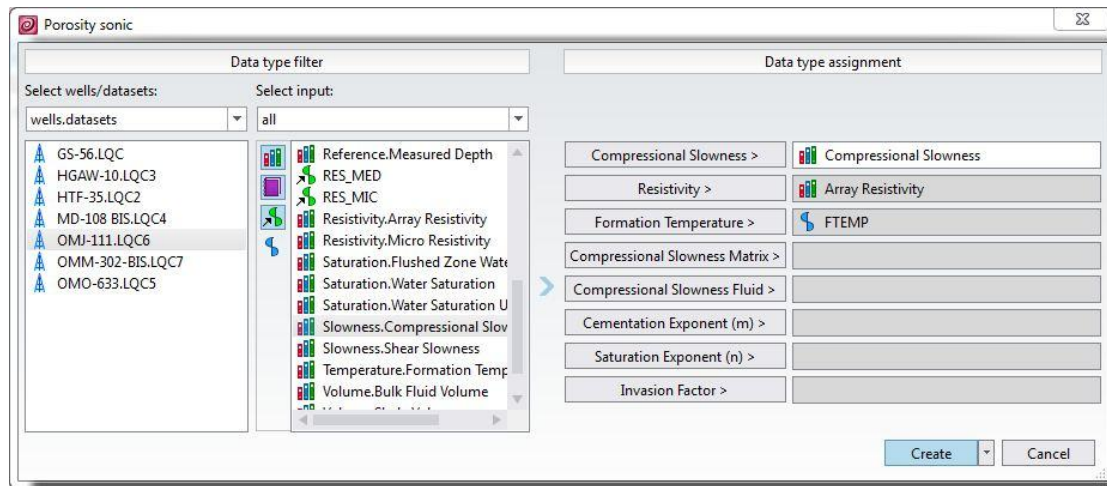 Porosity sonic
Data type filter
Data type assignment
Select wells/datasets:
Select input:
wells.datasets
all
GS-56.LQC
HGAW-10.LQC3
HTF-35.LQC2
MD-108 BIS.LQC4
OMJ-111.LQC6
OMM-302-BIS.LQC7
OMO-633.LQC5
Reference.Measured Depth
RES_MED
RES_MIC
Resistivity.Array Resistivity
Resistivity.Micro Resistivity
Saturation.Flushed Zone Wate
Saturation.Water Saturation
Saturation.Water Saturation U
Slowness.Compressional Slov
Slowness.Shear Slowness
Temperature.Formation Temp
Volume.Bulk Fluid Volume
Compressional Slowness > Compressional Slowness
Resistivity > Array Resistivity
Formation Temperature > FTEMP
Compressional Slowness Matrix >
Compressional Slowness Fluid >
Cementation Exponent (m) >
Saturation Exponent (n) >
Invasion Factor >
Create
Cancel